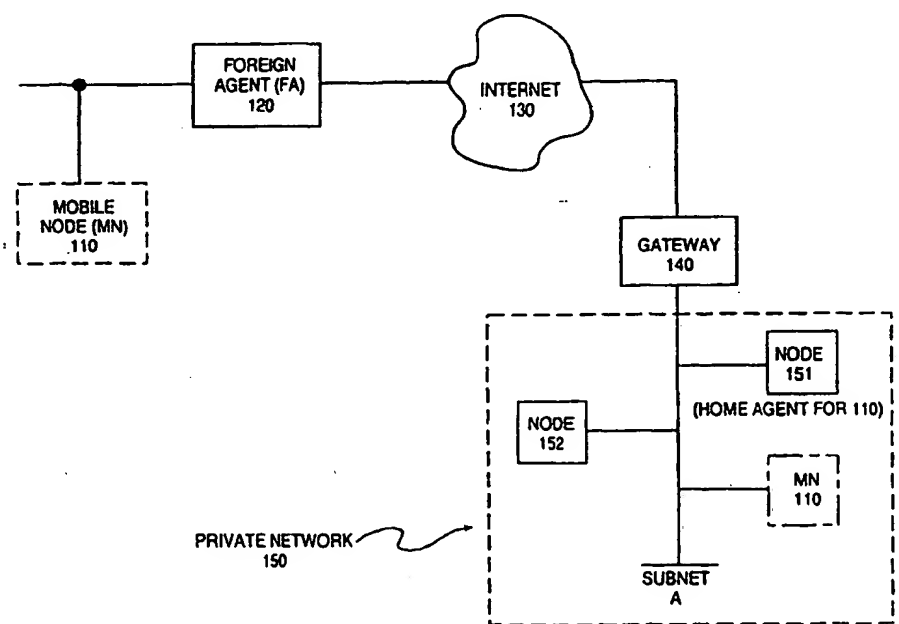 FOREIGN
AGENT (FA)
120
INTERNET
130
MOBILE
NODE (MN)
110
GATEWAY
140
NODE
151
(HOME AGENT FOR 110)
NODE
152
MN
110
PRIVATE NETWORK
150
SUBNET
A